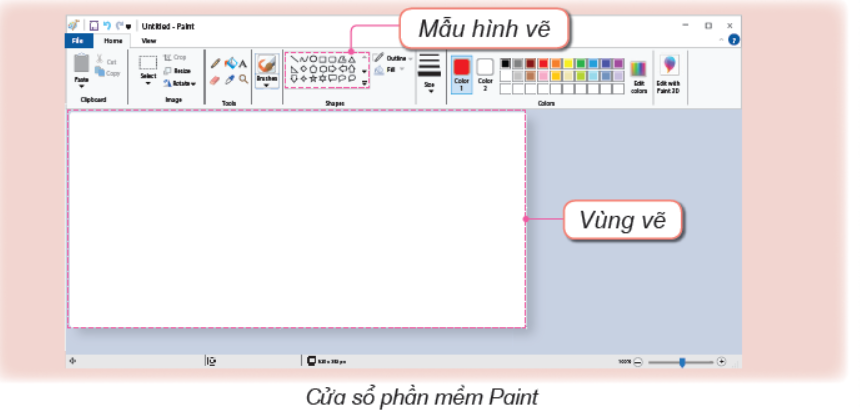 Mẫu hình vẽ
Untitled - Paint
File Home View
Paste
Cut
Copy
Clipboard
Select
Crop
Resize
Rotate
Image
Tools
Brushes
Shapes
Outline
Fill
Size
Color 1
Color 2
Colors
Edit colors
Edit with Paint 3D
Vùng vẽ
100%
Cửa sổ phần mềm Paint